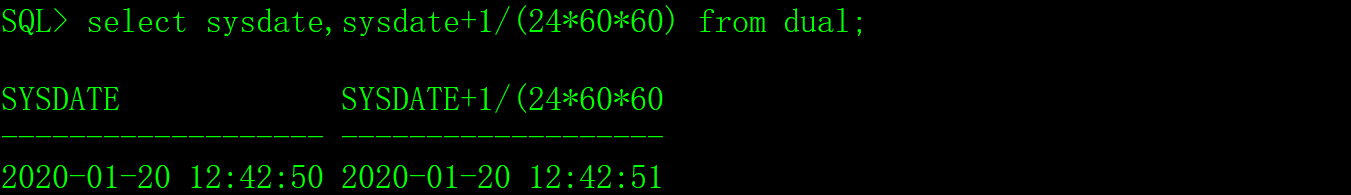 SQL> select sysdate,sysdate+1/(24*60*60) from dual;
SYSDATE             SYSDATE+1/(24*60*60
------------------- -------------------
2020-01-20 12:42:50 2020-01-20 12:42:51